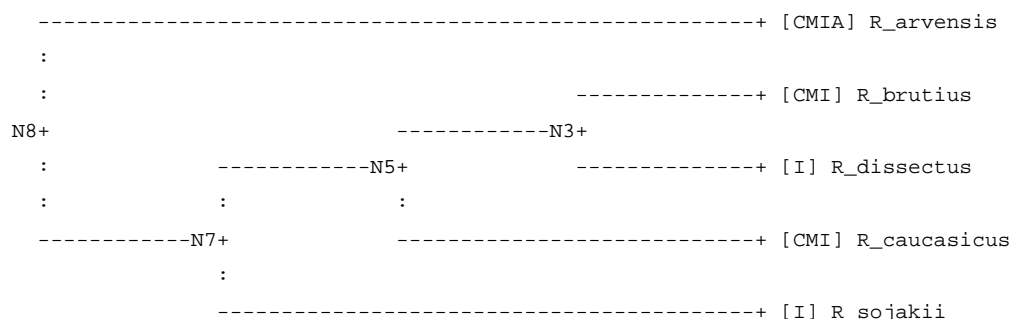 [CMIA] R_arvensis
[CMI] R_brutius
N8+ N3+
N5+ [I] R_dissectus
N7+ [CMI] R_caucasicus
[I] R_sojakii